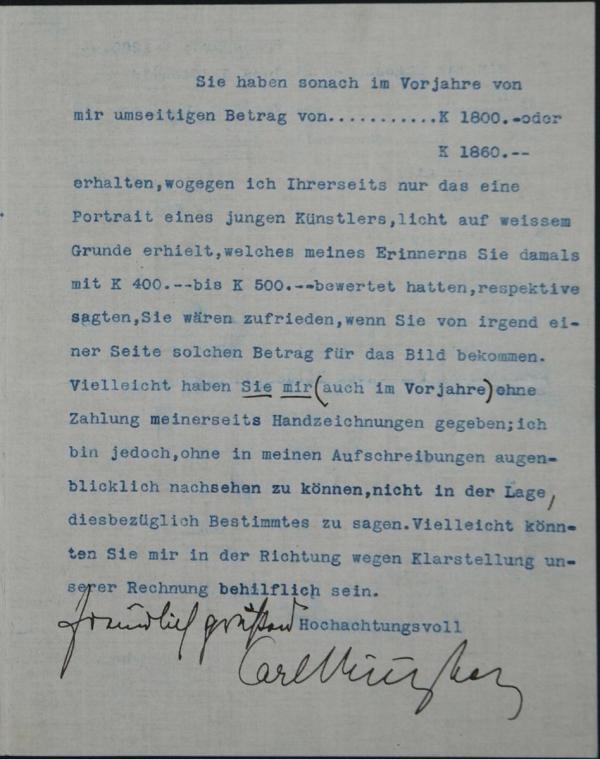 Sie haben sonach im Vorjahre von
mir umseitigen Betrag von...........K 1800.-oder
K 1860.--
erhalten,wogegen ich Ihrerseits nur das eine
Portrait eines jungen Künstlers,licht auf weissem
Grunde erhielt,welches meines Erinnerns Sie damals
mit K 400.--bis K 500.--bewertet hatten,respektive
sagten,Sie wären zufrieden,wenn Sie von irgend ei-
ner Seite solchen Betrag für das Bild bekommen.
Vielleicht haben Sie mir(auch im Vorjahre)ohne
Zahlung meinerseits Handzeichnungen gegeben;ich
bin jedoch,ohne in meinen Aufschreibungen augen-
blicklich nachsehen zu können,nicht in der Lage,
diesbezüglich Bestimmtes zu sagen.Vielleicht könn-
ten Sie mir in der Richtung wegen Klarstellung un-
serer Rechnung behilflich sein.
freundlich grüßend Hochachtungsvoll
Carl